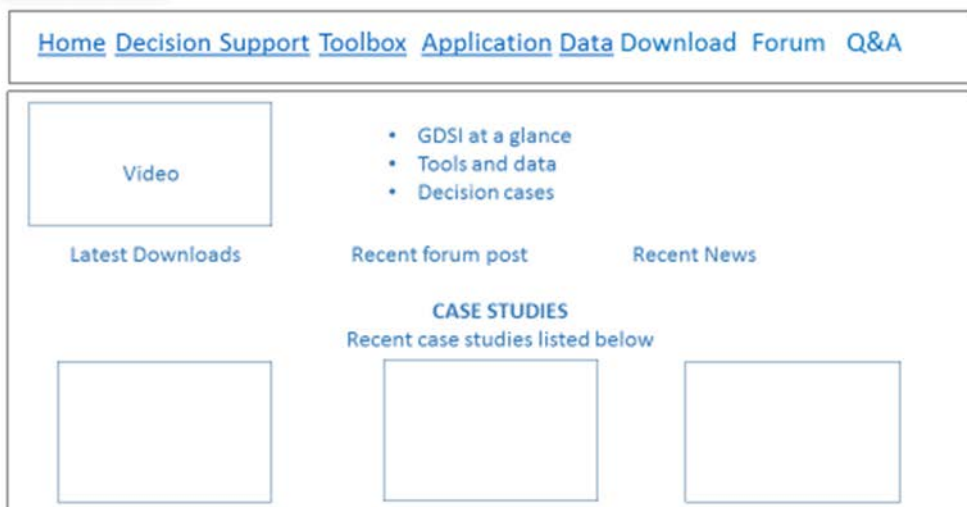 Home Decision Support Toolbox Application Data Download Forum Q&A
Video
• GDSI at a glance
• Tools and data
• Decision cases
Latest Downloads Recent forum post Recent News
CASE STUDIES
Recent case studies listed below